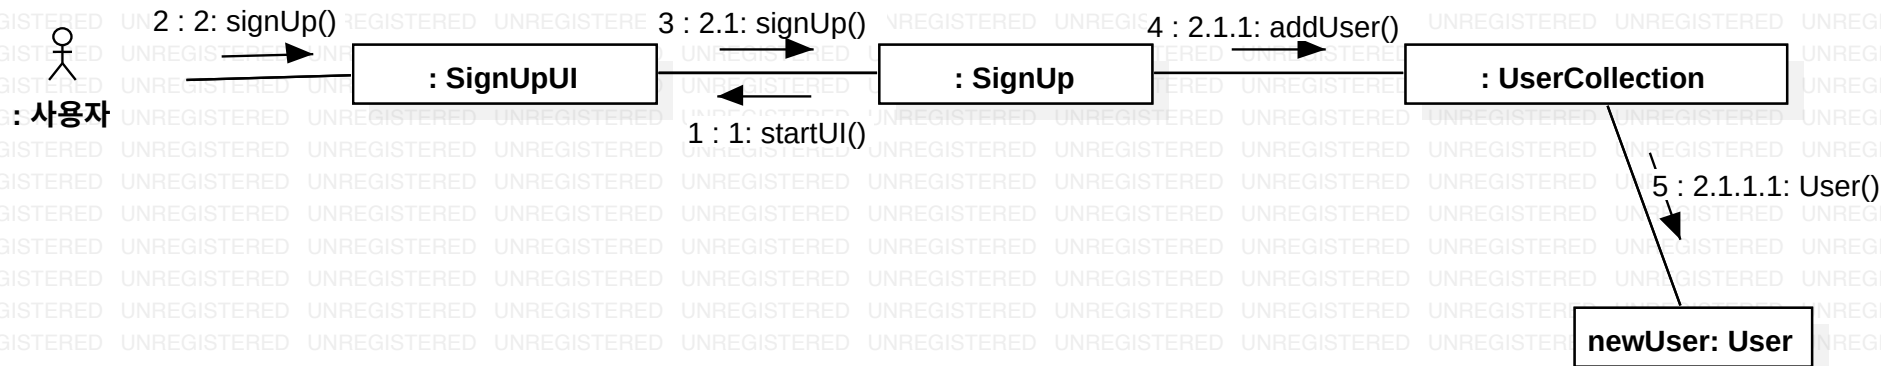 2 : 2: signUp()
3 : 2.1: signUp()
4 : 2.1.1: addUser()
: SignUpUI
: SignUp
: UserCollection
: 사용자
1 : 1: startUI()
5 : 2.1.1.1: User()
newUser: User
UNREGISTERED